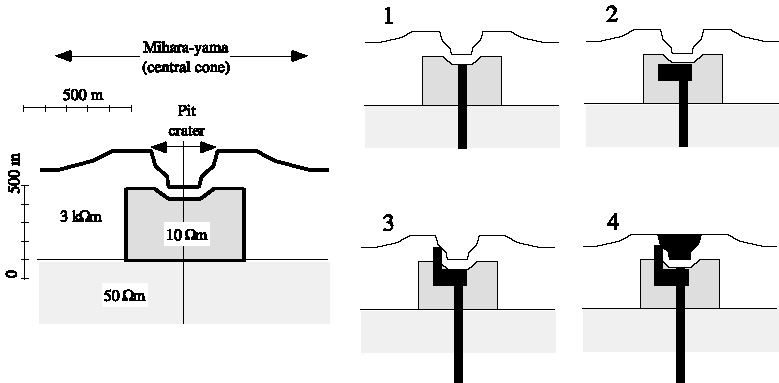 Mihara-yama
(central cone)
500 m
Pit
crater
500 m
0
3 kΩm
10 Ωm
50 Ωm
1
2
3
4